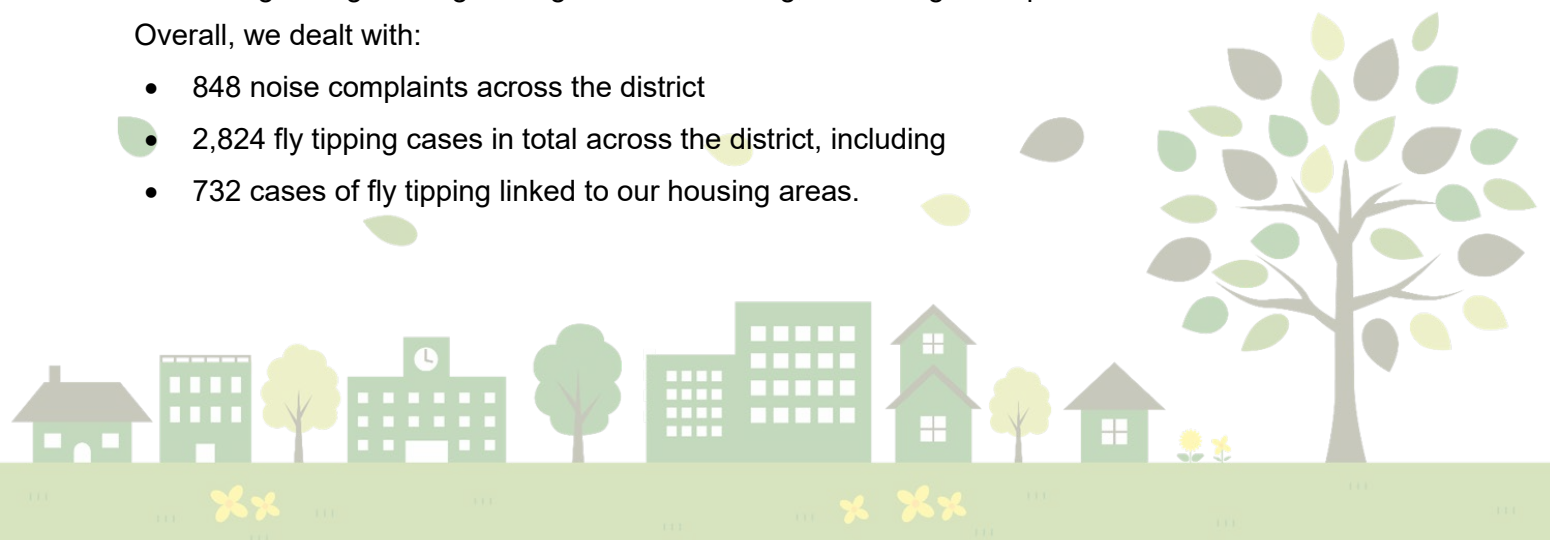 Overall, we dealt with:
• 848 noise complaints across the district
• 2,824 fly tipping cases in total across the district, including
• 732 cases of fly tipping linked to our housing areas.